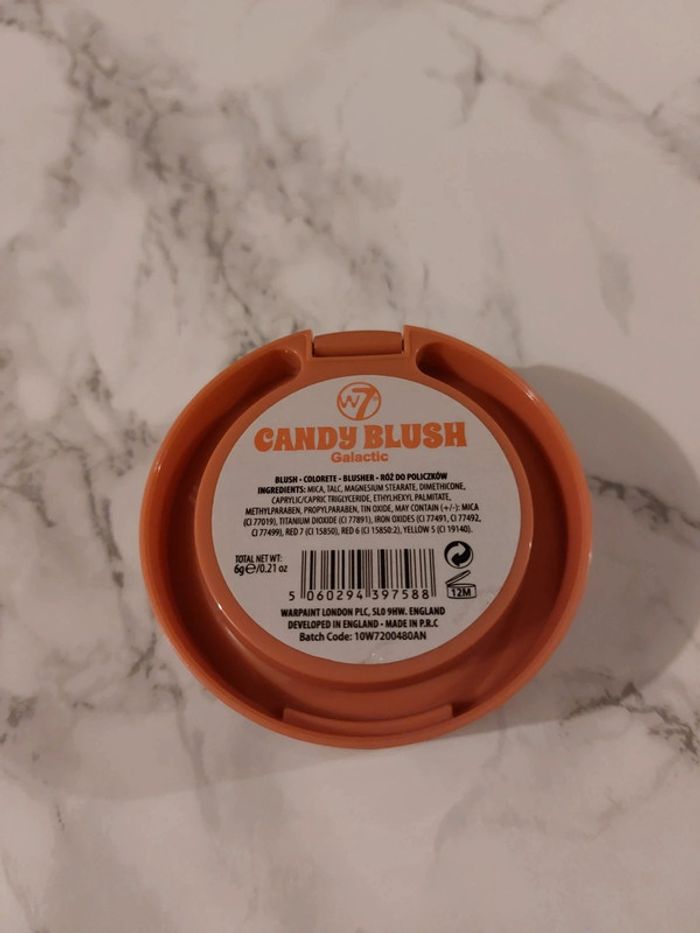 W7
CANDY BLUSH
Galactic
BLUSH - COLORETE - BLUSHER - RÓŻ DO POLICZKÓW
INGREDIENTS: MICA, TALC, MAGNESIUM STEARATE, DIMETHICONE,
CAPRYLIC/CAPRIC TRIGLYCERIDE, ETHYLHEXYL PALMITATE,
METHYLPARABEN, PROPYLPARABEN, TIN OXIDE, MAY CONTAIN (+/-): MICA
(CI 77019), TITANIUM DIOXIDE (CI 77891), IRON OXIDES (CI 77491, CI 77492,
CI 77499), RED 7 (CI 15850), RED 6 (CI 15850:2), YELLOW 5 (CI 19140).
TOTAL NET WT:
6g℮/0.21 oz
5 060294 397588
12M
WARPAINT LONDON PLC, SL0 9HW. ENGLAND
DEVELOPED IN ENGLAND - MADE IN P.R.C
Batch Code: 10W7200480AN